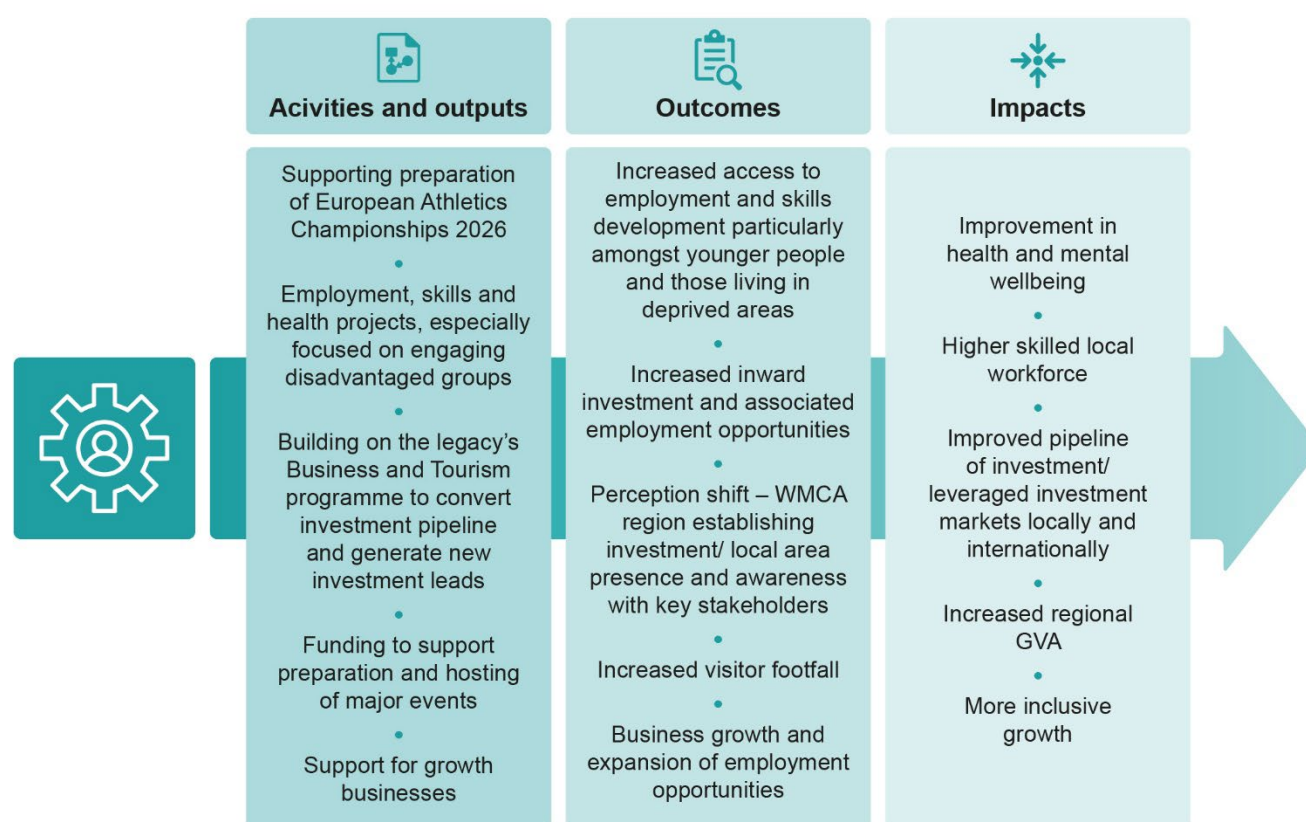 Acivities and outputs
Supporting preparation
of European Athletics
Championships 2026
•
Employment, skills and
health projects, especially
focused on engaging
disadvantaged groups
•
Building on the legacy’s
Business and Tourism
programme to convert
investment pipeline
and generate new
investment leads
•
Funding to support
preparation and hosting
of major events
•
Support for growth
businesses
Outcomes
Increased access to
employment and skills
development particularly
amongst younger people
and those living in
deprived areas
•
Increased inward
investment and associated
employment opportunities
•
Perception shift – WMCA
region establishing
investment/ local area
presence and awareness
with key stakeholders
•
Increased visitor footfall
•
Business growth and
expansion of employment
opportunities
Impacts
Improvement in
health and mental
wellbeing
•
Higher skilled local
workforce
•
Improved pipeline
of investment/
leveraged investment
markets locally and
internationally
•
Increased regional
GVA
•
More inclusive
growth